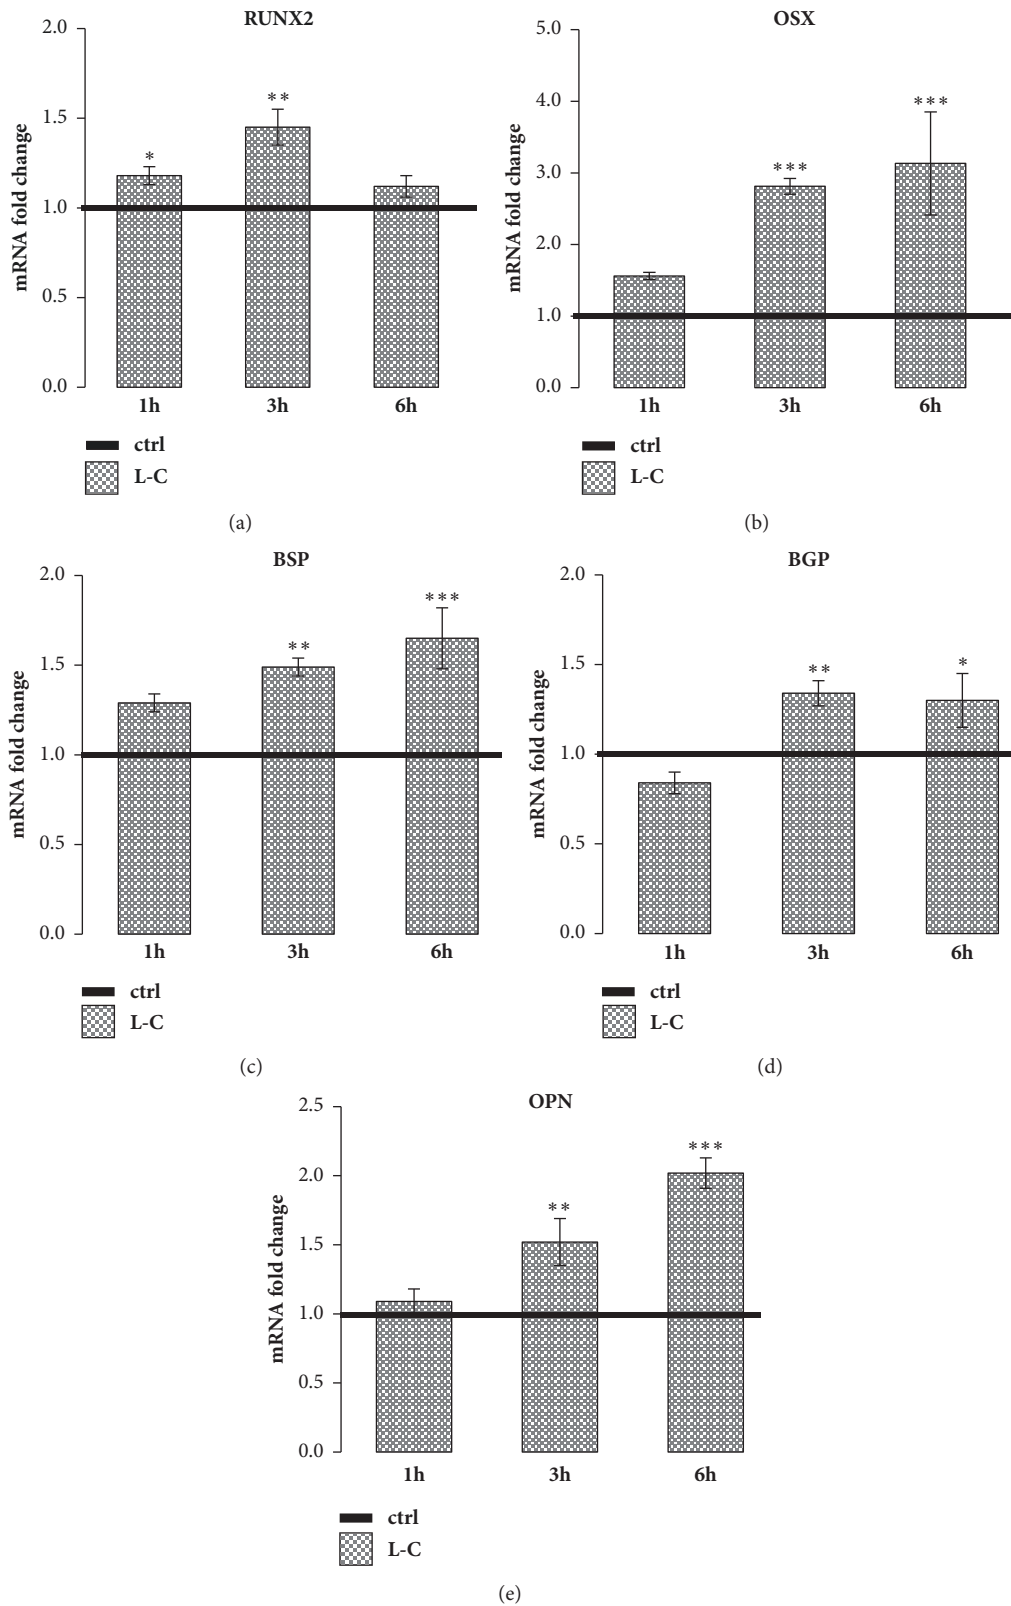 RUNX2
2.0
1.5
1.0
0.5
0.0
mRNA fold change
*
**
1h 3h 6h
ctrl
L-C
(a)
OSX
5.0
4.0
3.0
2.0
1.0
0.0
mRNA fold change
***
***
1h 3h 6h
ctrl
L-C
(b)
BSP
2.0
1.5
1.0
0.5
0.0
mRNA fold change
**
***
1h 3h 6h
ctrl
L-C
(c)
BGP
2.0
1.5
1.0
0.5
0.0
mRNA fold change
**
*
1h 3h 6h
ctrl
L-C
(d)
OPN
2.5
2.0
1.5
1.0
0.5
0.0
mRNA fold change
**
***
1h 3h 6h
ctrl
L-C
(e)